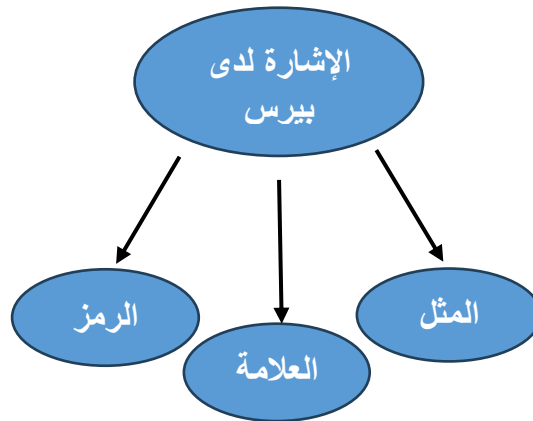 الإشارة لدى
بيرس
المثل
العلامة
الرمز